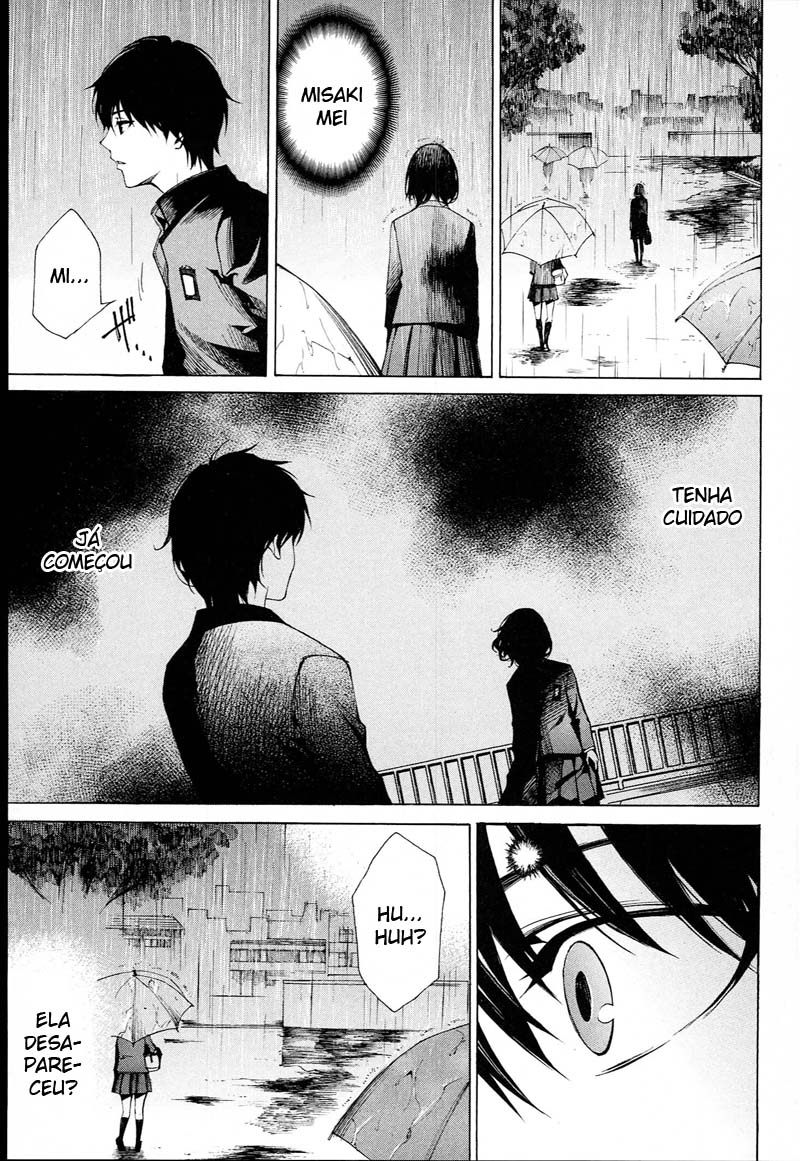 MISAKI
MEI
MI...
TENHA
CUIDADO
JÁ
COMEÇOU
HU...
HUH?
ELA
DESA-
PARE-
CEU?